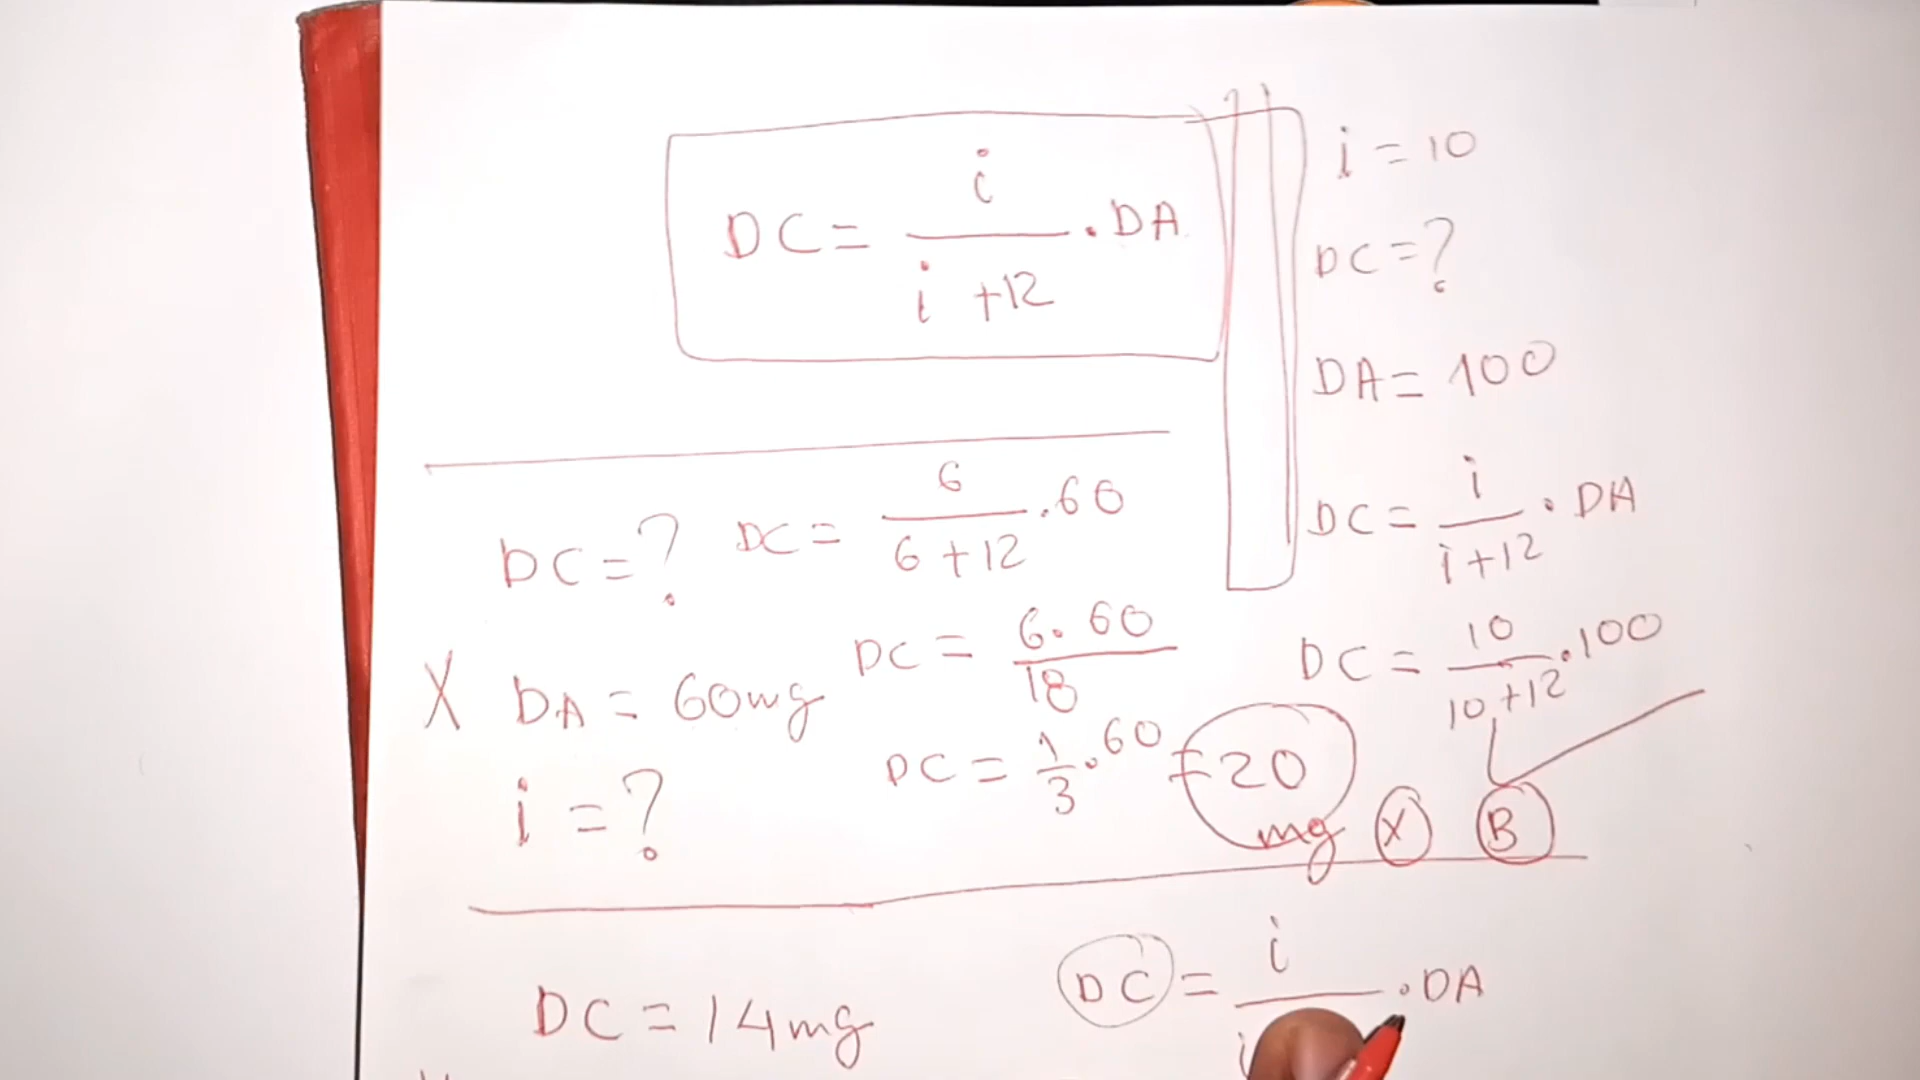 DC = i / i + 12 . DA
DC = ?
DC = 6 / 6 + 12 . 60
X DA = 60mg
DC = 6. 60 / 18
i = ?
DC = 1 / 3 . 60 = 20 mg
i = 10
DC = ?
DA = 100
DC = i / i + 12 . DA
DC = 10 / 10 + 12 . 100
X B
DC = 14mg
DC = i / i . DA